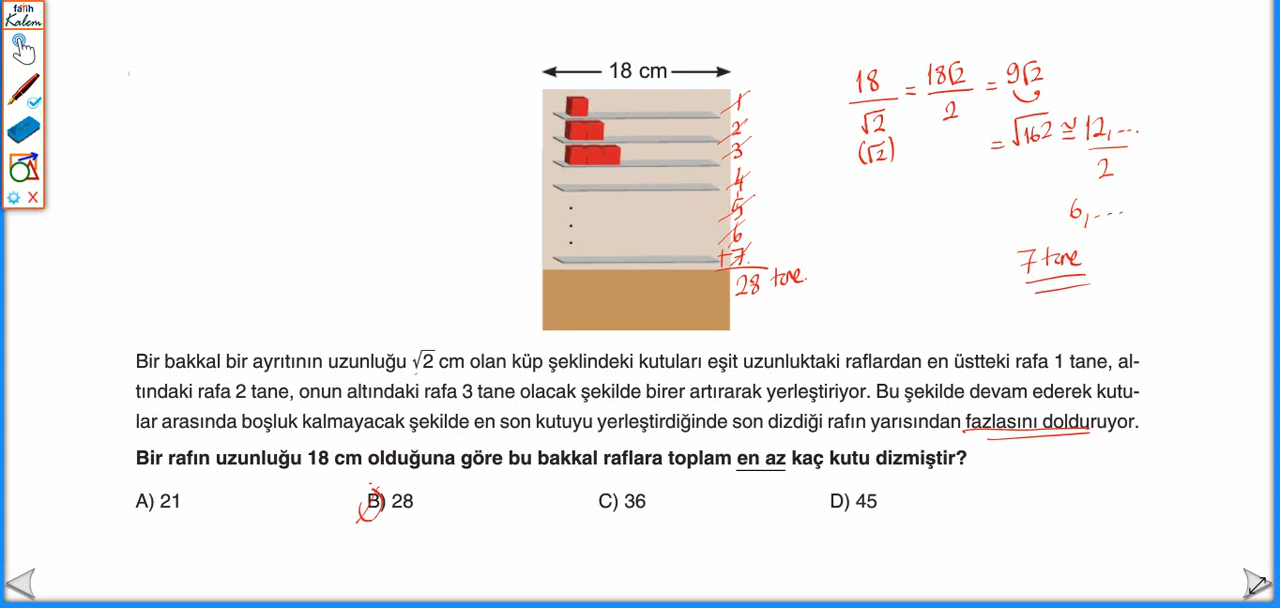 fatih
Kalem
18 cm
1
2
3
4
5
6
+7
28 tane.
18/√2 = 18√2/2 = 9√2
(√2)
= √162 ≅ 12,.../2
6,...
7 tane
Bir bakkal bir ayrıtının uzunluğu √2 cm olan küp şeklindeki kutuları eşit uzunluktaki raflardan en üstteki rafa 1 tane, al-
tındaki rafa 2 tane, onun altındaki rafa 3 tane olacak şekilde birer artırarak yerleştiriyor. Bu şekilde devam ederek kutu-
lar arasında boşluk kalmayacak şekilde en son kutuyu yerleştirdiğinde son dizdiği rafın yarısından fazlasını dolduruyor.
Bir rafın uzunluğu 18 cm olduğuna göre bu bakkal raflara toplam en az kaç kutu dizmiştir?
A) 21 B) 28 C) 36 D) 45